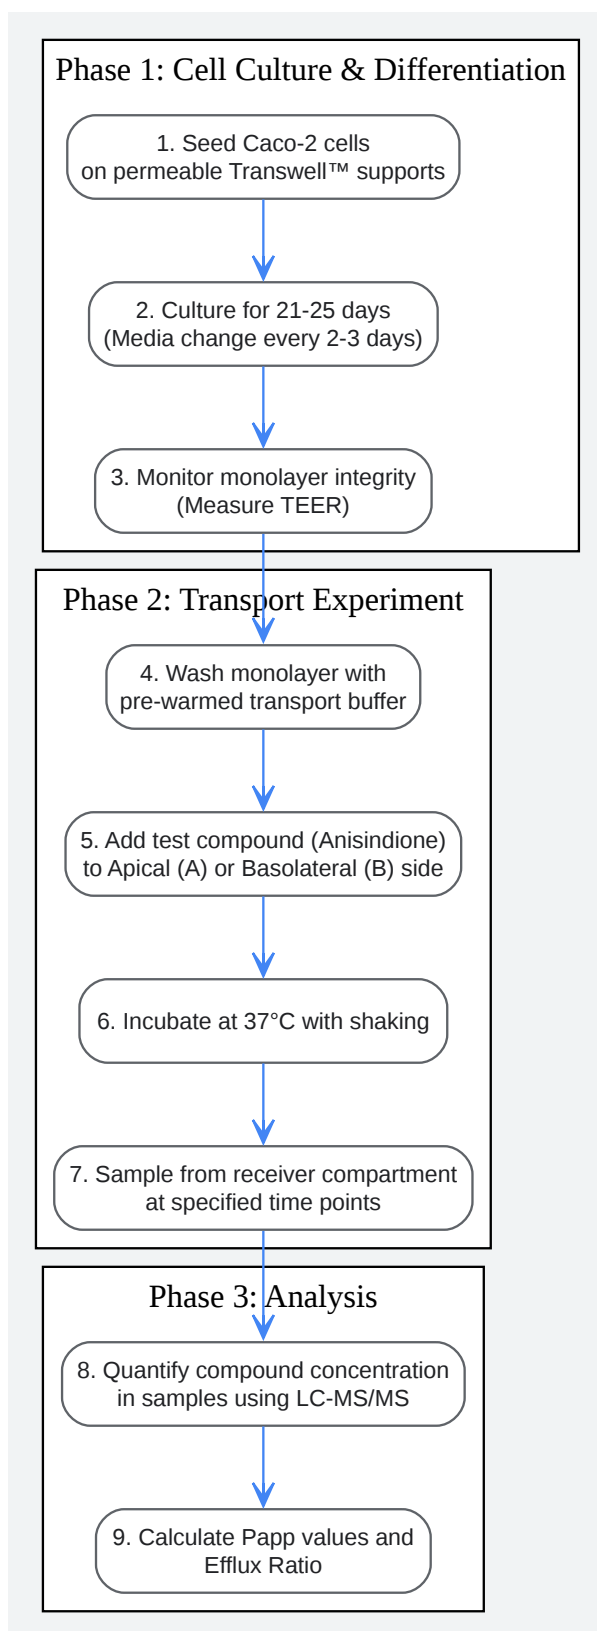 Phase 1: Cell Culture & Differentiation
1. Seed Caco-2 cells
on permeable Transwell™ supports
2. Culture for 21-25 days
(Media change every 2-3 days)
3. Monitor monolayer integrity
(Measure TEER)
Phase 2: Transport Experiment
4. Wash monolayer with
pre-warmed transport buffer
5. Add test compound (Anisindione)
to Apical (A) or Basolateral (B) side
6. Incubate at 37°C with shaking
7. Sample from receiver compartment
at specified time points
Phase 3: Analysis
8. Quantify compound concentration
in samples using LC-MS/MS
9. Calculate Papp values and
Efflux Ratio